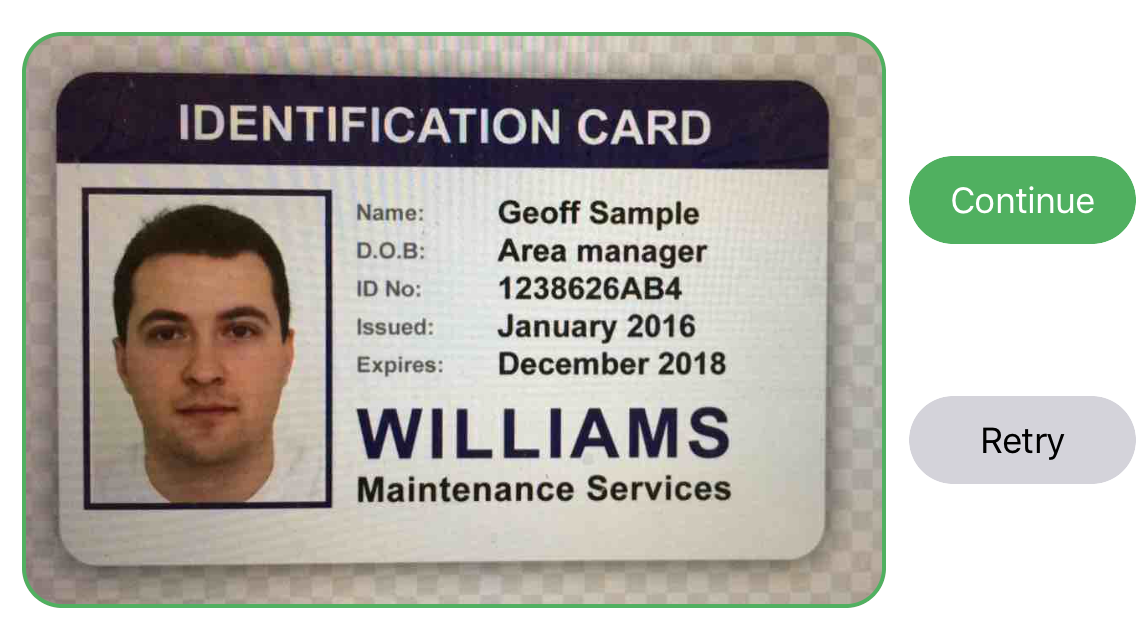 IDENTIFICATION CARD
Name: Geoff Sample
D.O.B: Area manager
ID No: 1238626AB4
Issued: January 2016
Expires: December 2018
WILLIAMS
Maintenance Services
Continue
Retry